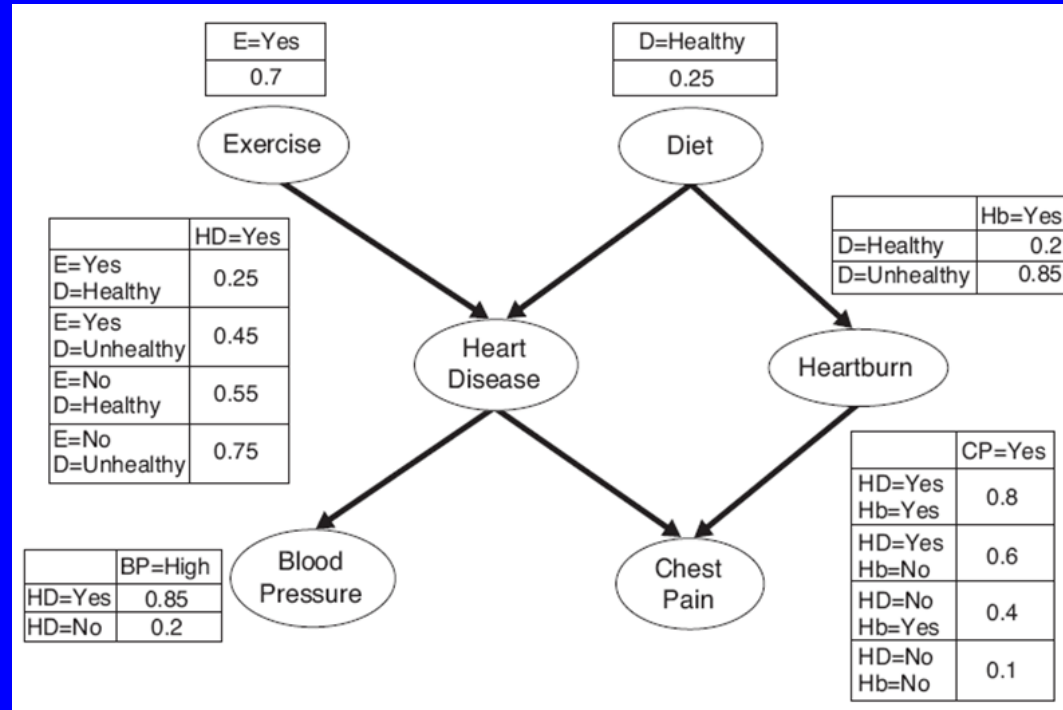 E=Yes
0.7
D=Healthy
0.25
Exercise
Diet
HD=Yes
E=Yes
D=Healthy
0.25
E=Yes
D=Unhealthy
0.45
E=No
D=Healthy
0.55
E=No
D=Unhealthy
0.75
Hb=Yes
D=Healthy 0.2
D=Unhealthy 0.85
Heart
Disease
Heartburn
BP=High
HD=Yes 0.85
HD=No 0.2
Blood
Pressure
Chest
Pain
CP=Yes
HD=Yes
Hb=Yes
0.8
HD=Yes
Hb=No
0.6
HD=No
Hb=Yes
0.4
HD=No
Hb=No
0.1